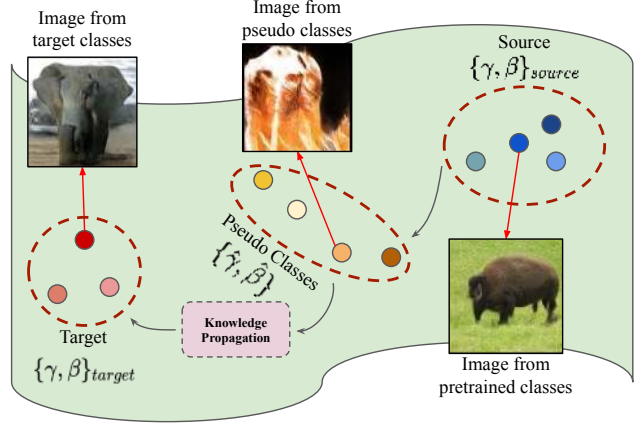 Image from
target classes
Image from
pseudo classes
Source
{γ, β}source
Pseudo Classes
{γ̂, β̂}
Knowledge
Propagation
Target
{γ, β}target
Image from
pretrained classes